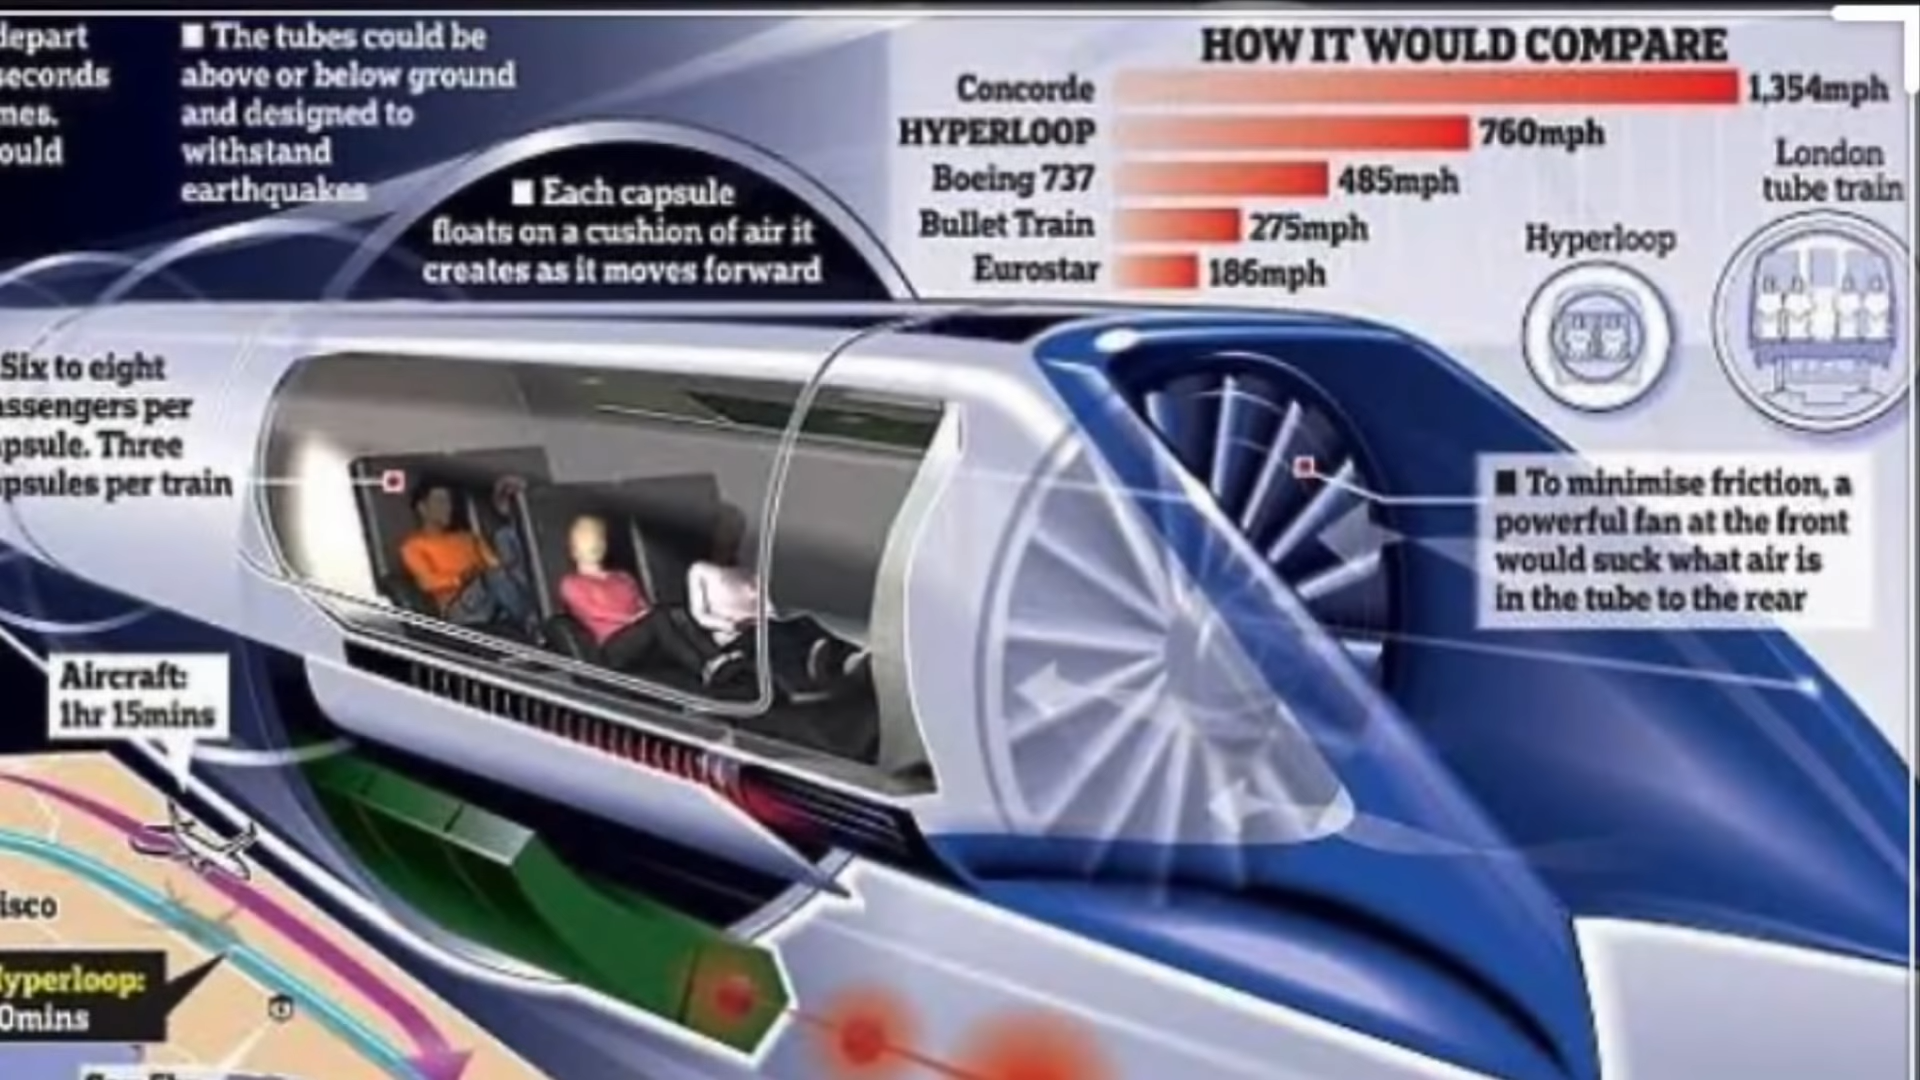 depart
seconds
mes.
ould
■ The tubes could be
above or below ground
and designed to
withstand
earthquakes
■ Each capsule
floats on a cushion of air it
creates as it moves forward
HOW IT WOULD COMPARE
Concorde 1,354mph
HYPERLOOP 760mph
Boeing 737 485mph
Bullet Train 275mph
Eurostar 186mph
London
tube train
Hyperloop
Six to eight
assengers per
apsule. Three
apsules per train
■ To minimise friction, a
powerful fan at the front
would suck what air is
in the tube to the rear
Aircraft:
1hr 15mins
isco
Hyperloop:
0mins